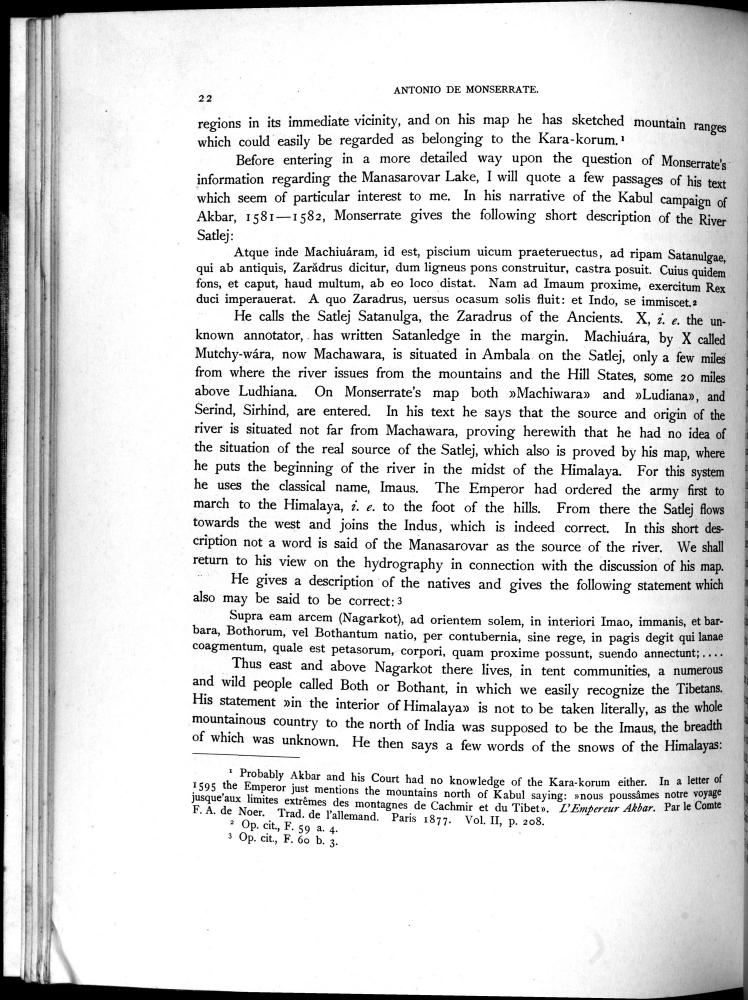 ANTONIO DE MONSERRATE.
22
regions in its immediate vicinity, and on his map he has sketched mountain ranges
which could easily be regarded as belonging to the Kara-korum.¹
Before entering in a more detailed way upon the question of Monserrate's
information regarding the Manasarovar Lake, I will quote a few passages of his text
which seem of particular interest to me. In his narrative of the Kabul campaign of
Akbar, 1581—1582, Monserrate gives the following short description of the River
Satlej:
Atque inde Machiuáram, id est, piscium uicum praeteruectus, ad ripam Satanulgae,
qui ab antiquis, Zarădrus dicitur, dum ligneus pons construitur, castra posuit. Cuius quidem
fons, et caput, haud multum, ab eo loco distat. Nam ad Imaum proxime, exercitum Rex
duci imperauerat. A quo Zaradrus, uersus ocasum solis fluit: et Indo, se immiscet.²
He calls the Satlej Satanulga, the Zaradrus of the Ancients. X, i. e. the un-
known annotator, has written Satanledge in the margin. Machiuára, by X called
Mutchy-wára, now Machawara, is situated in Ambala on the Satlej, only a few miles
from where the river issues from the mountains and the Hill States, some 20 miles
above Ludhiana. On Monserrate's map both »Machiwara» and »Ludiana», and
Serind, Sirhind, are entered. In his text he says that the source and origin of the
river is situated not far from Machawara, proving herewith that he had no idea of
the situation of the real source of the Satlej, which also is proved by his map, where
he puts the beginning of the river in the midst of the Himalaya. For this system
he uses the classical name, Imaus. The Emperor had ordered the army first to
march to the Himalaya, i. e. to the foot of the hills. From there the Satlej flows
towards the west and joins the Indus, which is indeed correct. In this short des-
cription not a word is said of the Manasarovar as the source of the river. We shall
return to his view on the hydrography in connection with the discussion of his map.
He gives a description of the natives and gives the following statement which
also may be said to be correct:³
Supra eam arcem (Nagarkot), ad orientem solem, in interiori Imao, immanis, et bar-
bara, Bothorum, vel Bothantum natio, per contubernia, sine rege, in pagis degit qui lanae
coagmentum, quale est petasorum, corpori, quam proxime possunt, suendo annectunt; ....
Thus east and above Nagarkot there lives, in tent communities, a numerous
and wild people called Both or Bothant, in which we easily recognize the Tibetans.
His statement »in the interior of Himalaya» is not to be taken literally, as the whole
mountainous country to the north of India was supposed to be the Imaus, the breadth
of which was unknown. He then says a few words of the snows of the Himalayas:
¹ Probably Akbar and his Court had no knowledge of the Kara-korum either. In a letter of
1595 the Emperor just mentions the mountains north of Kabul saying: »nous poussâmes notre voyage
jusque'aux limites extrêmes des montagnes de Cachmir et du Tibet». L'Empereur Akbar. Par le Comte
F. A. de Noer. Trad. de l'allemand. Paris 1877. Vol. II, p. 208.
² Op. cit., F. 59 a. 4.
³ Op. cit., F. 60 b. 3.